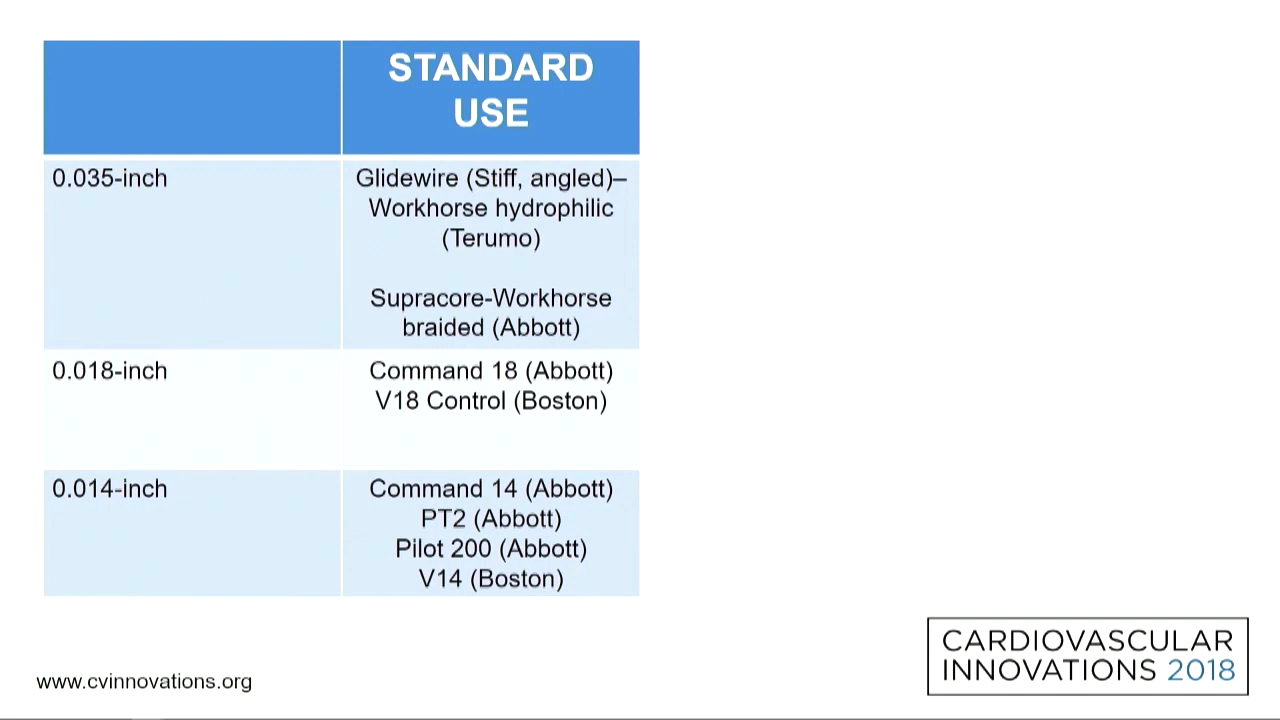 STANDARD
USE
0.035-inch
Glidewire (Stiff, angled)–
Workhorse hydrophilic
(Terumo)
Supracore-Workhorse
braided (Abbott)
0.018-inch
Command 18 (Abbott)
V18 Control (Boston)
0.014-inch
Command 14 (Abbott)
PT2 (Abbott)
Pilot 200 (Abbott)
V14 (Boston)
CARDIOVASCULAR
INNOVATIONS 2018
www.cvinnovations.org